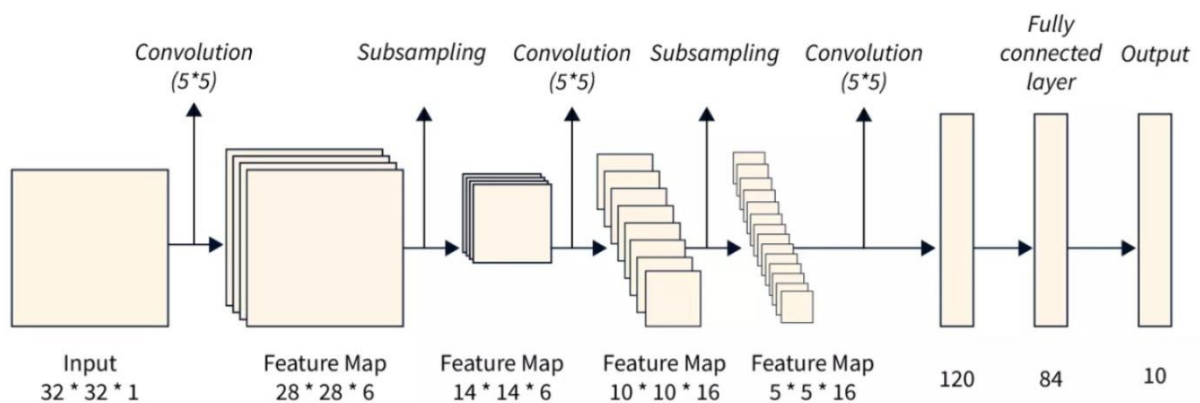 Convolution
(5*5)
Subsampling
Convolution
(5*5)
Subsampling
Convolution
(5*5)
Fully
connected
layer
Output
Input
32 * 32 * 1
Feature Map
28 * 28 * 6
Feature Map
14 * 14 * 6
Feature Map
10 * 10 * 16
Feature Map
5 * 5 * 16
120
84
10